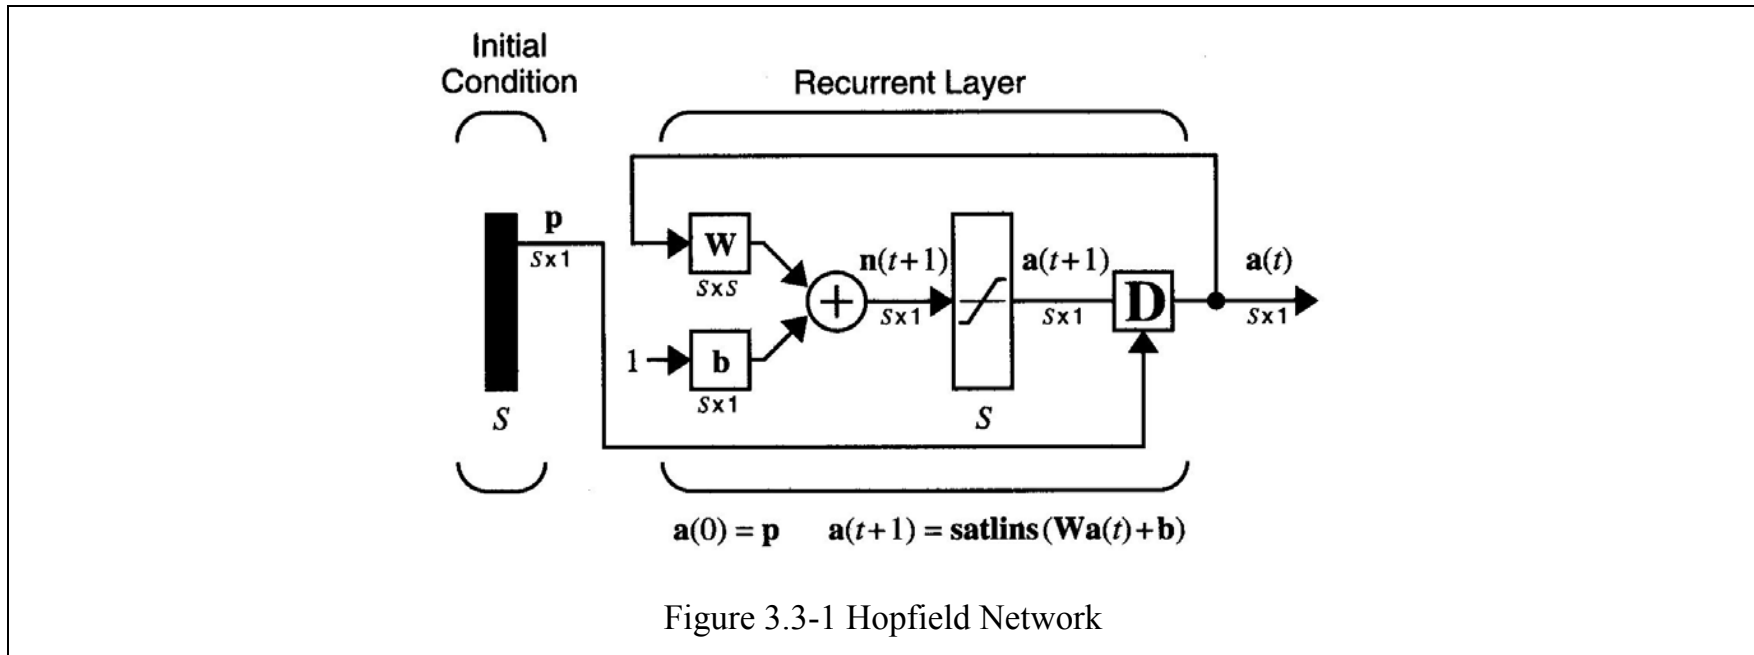 Initial
Condition
Recurrent Layer
p
S x 1
W
S x S
n(t+1)
S x 1
a(t+1)
S x 1
D
a(t)
S x 1
1
b
S x 1
S
S
a(0) = p a(t+1) = satlins(Wa(t)+b)
Figure 3.3-1 Hopfield Network